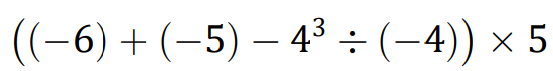 ((−6) + (−5) − 4³ ÷ (−4)) × 5